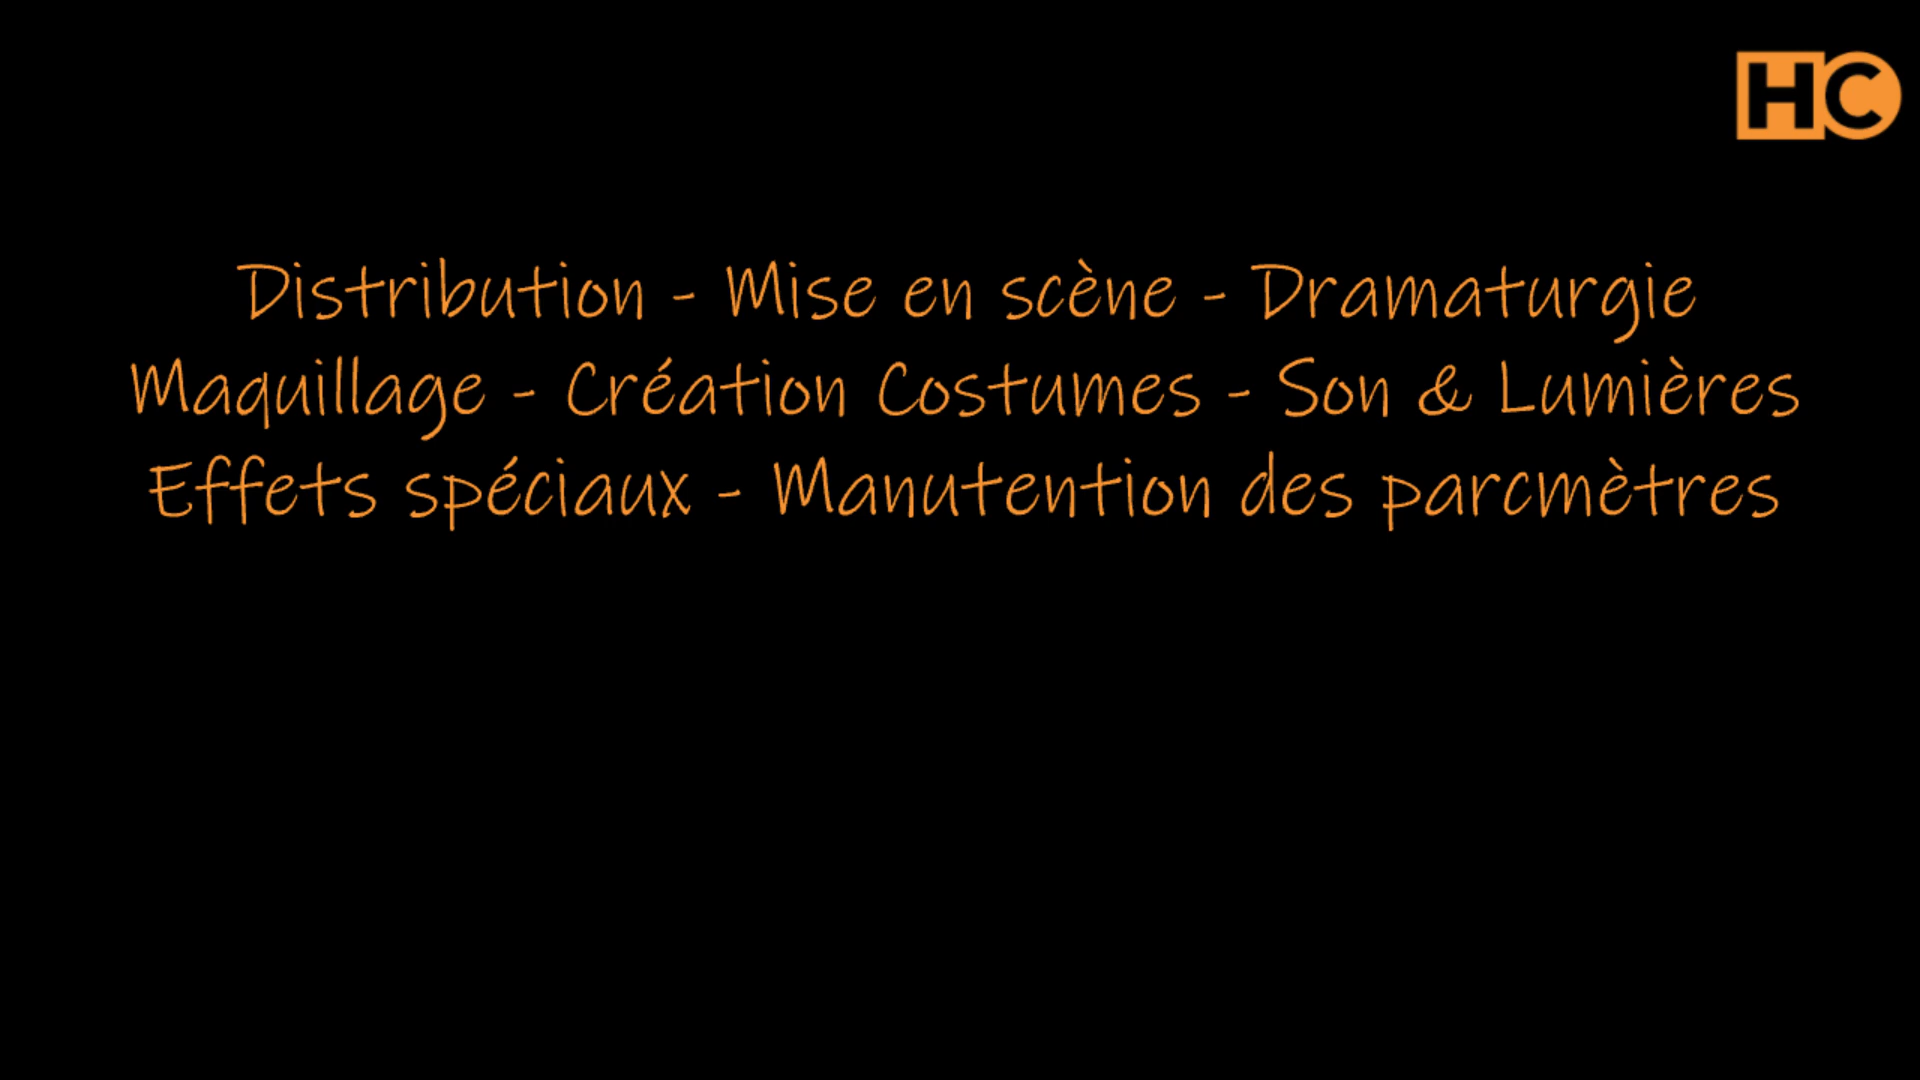 HC
Distribution - Mise en scène - Dramaturgie
Maquillage - Création Costumes - Son & Lumières
Effets spéciaux - Manutention des parcmètres